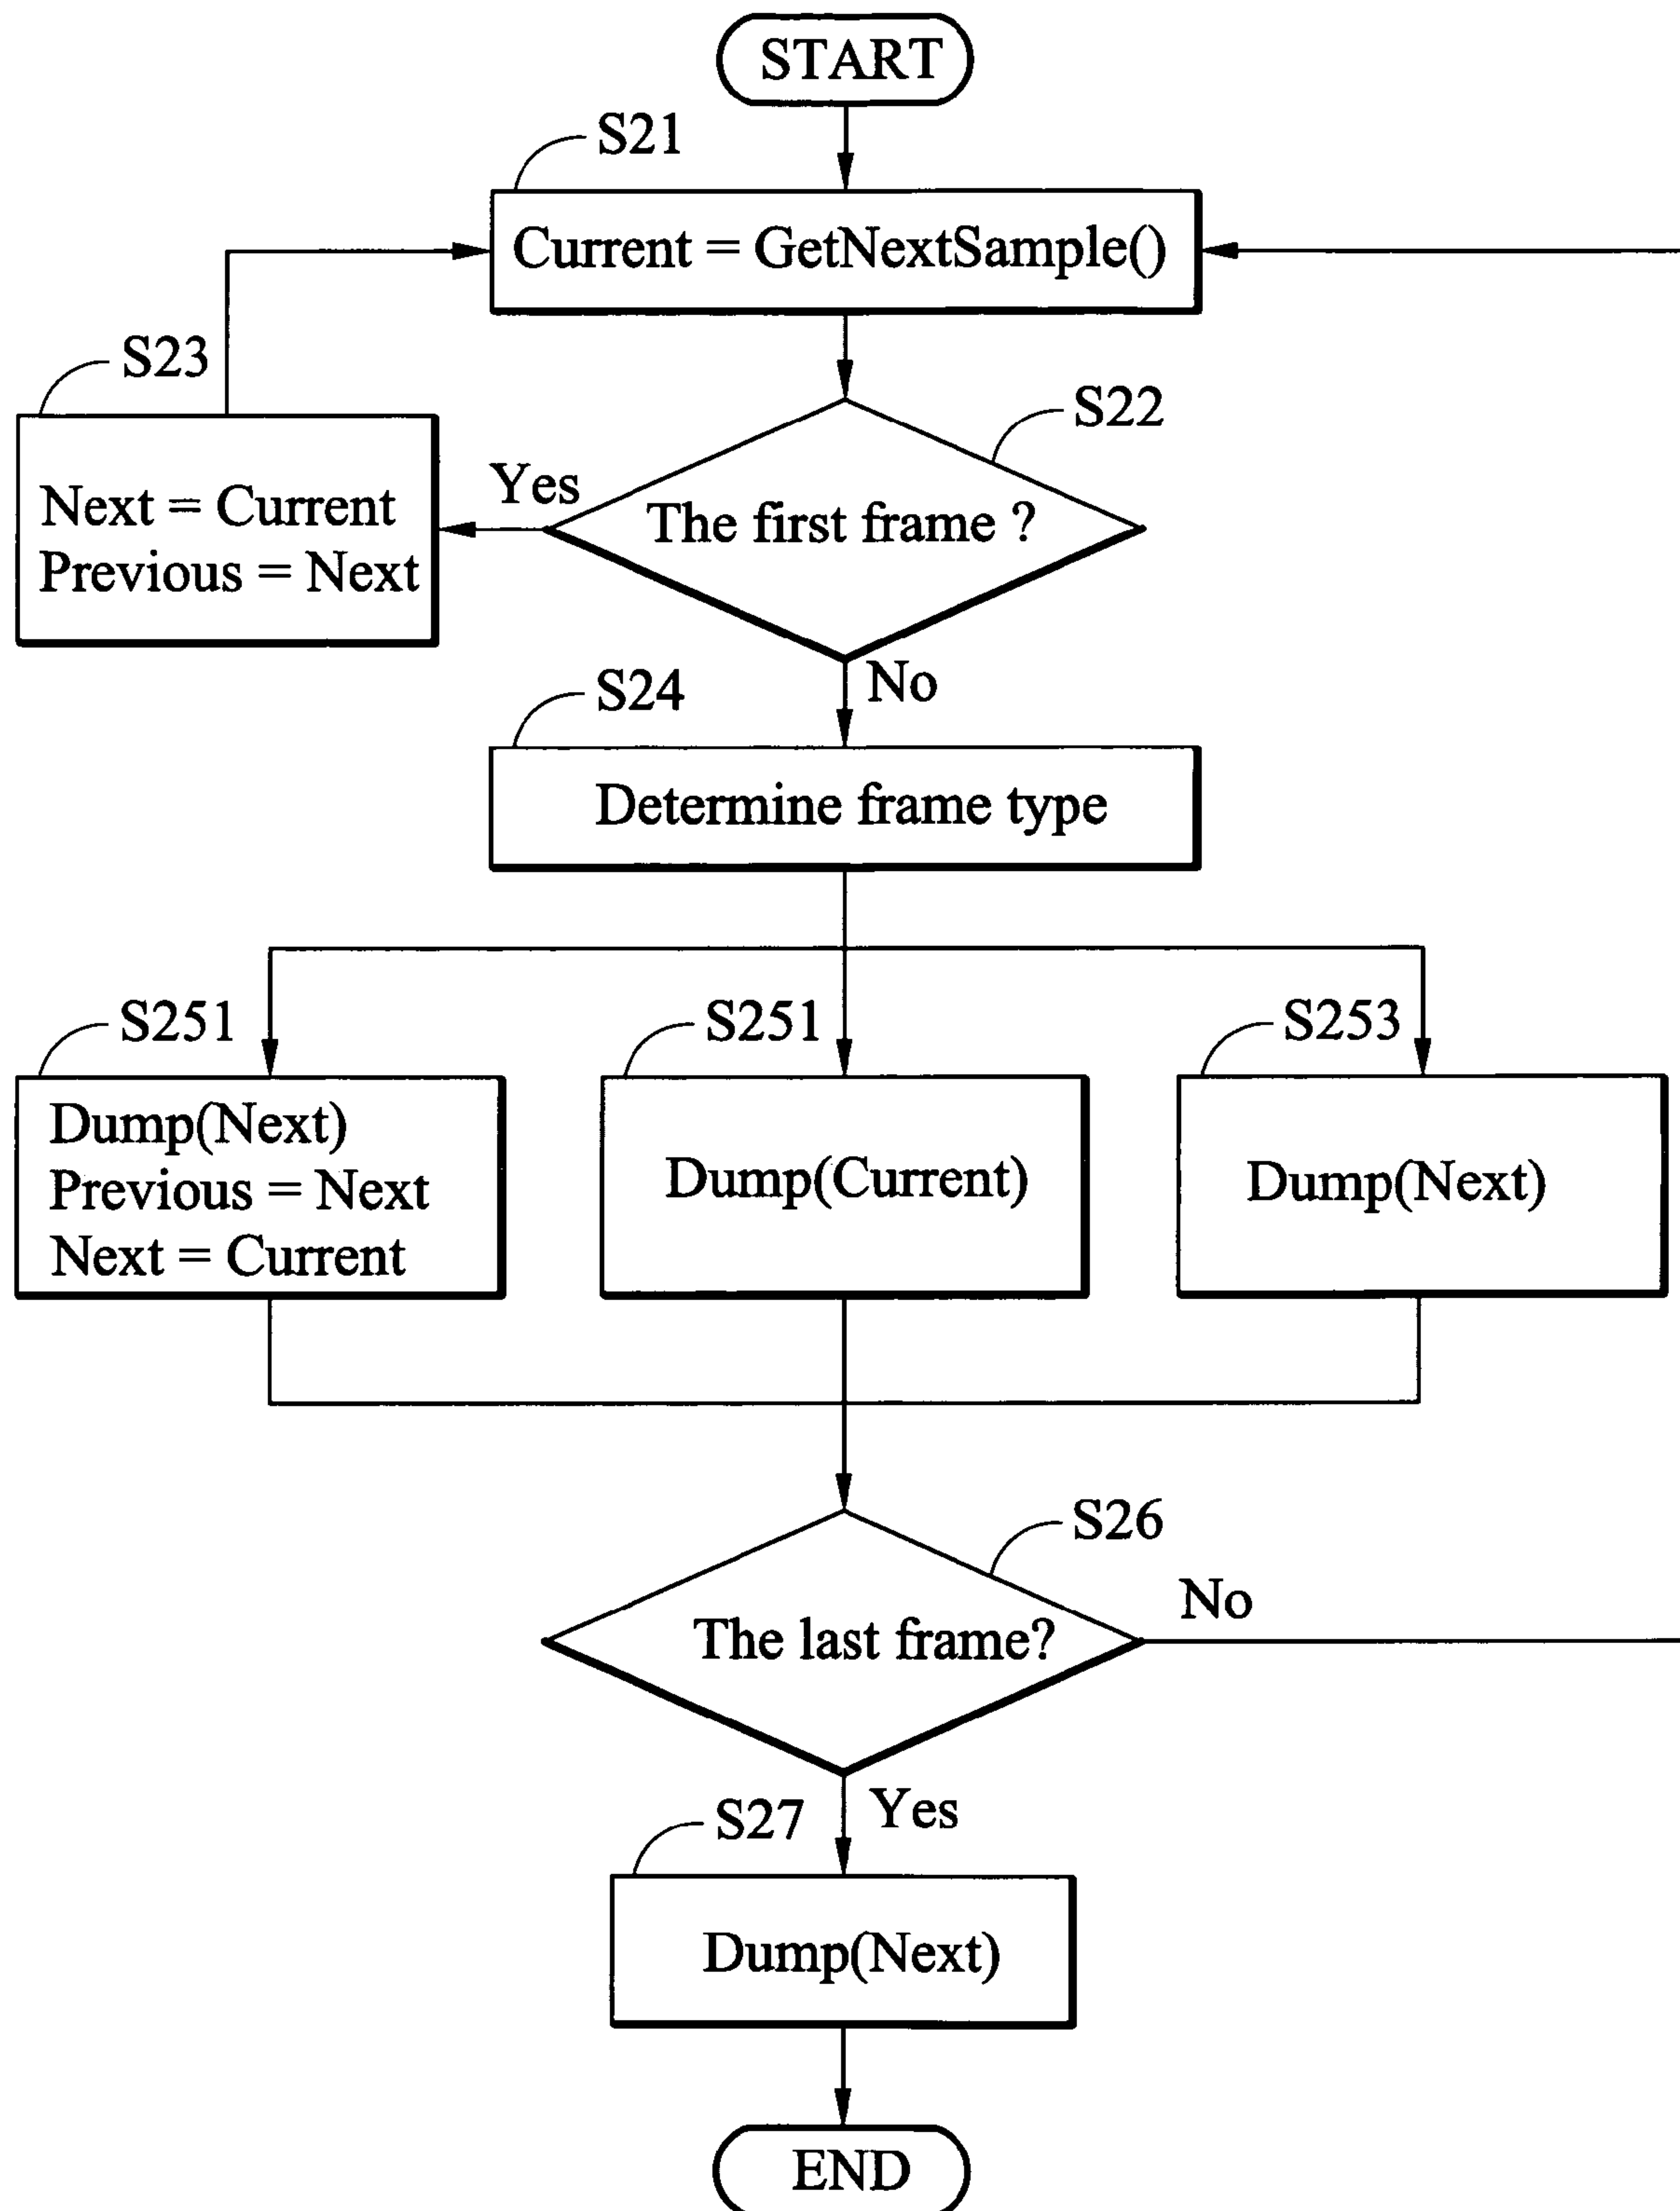 START
S21
Current = GetNextSample()
S23
S22
Next = Current
Previous = Next
Yes
The first frame ?
No
S24
Determine frame type
S251
S251
S253
Dump(Next)
Previous = Next
Next = Current
Dump(Current)
Dump(Next)
S26
The last frame?
No
Yes
S27
Dump(Next)
END